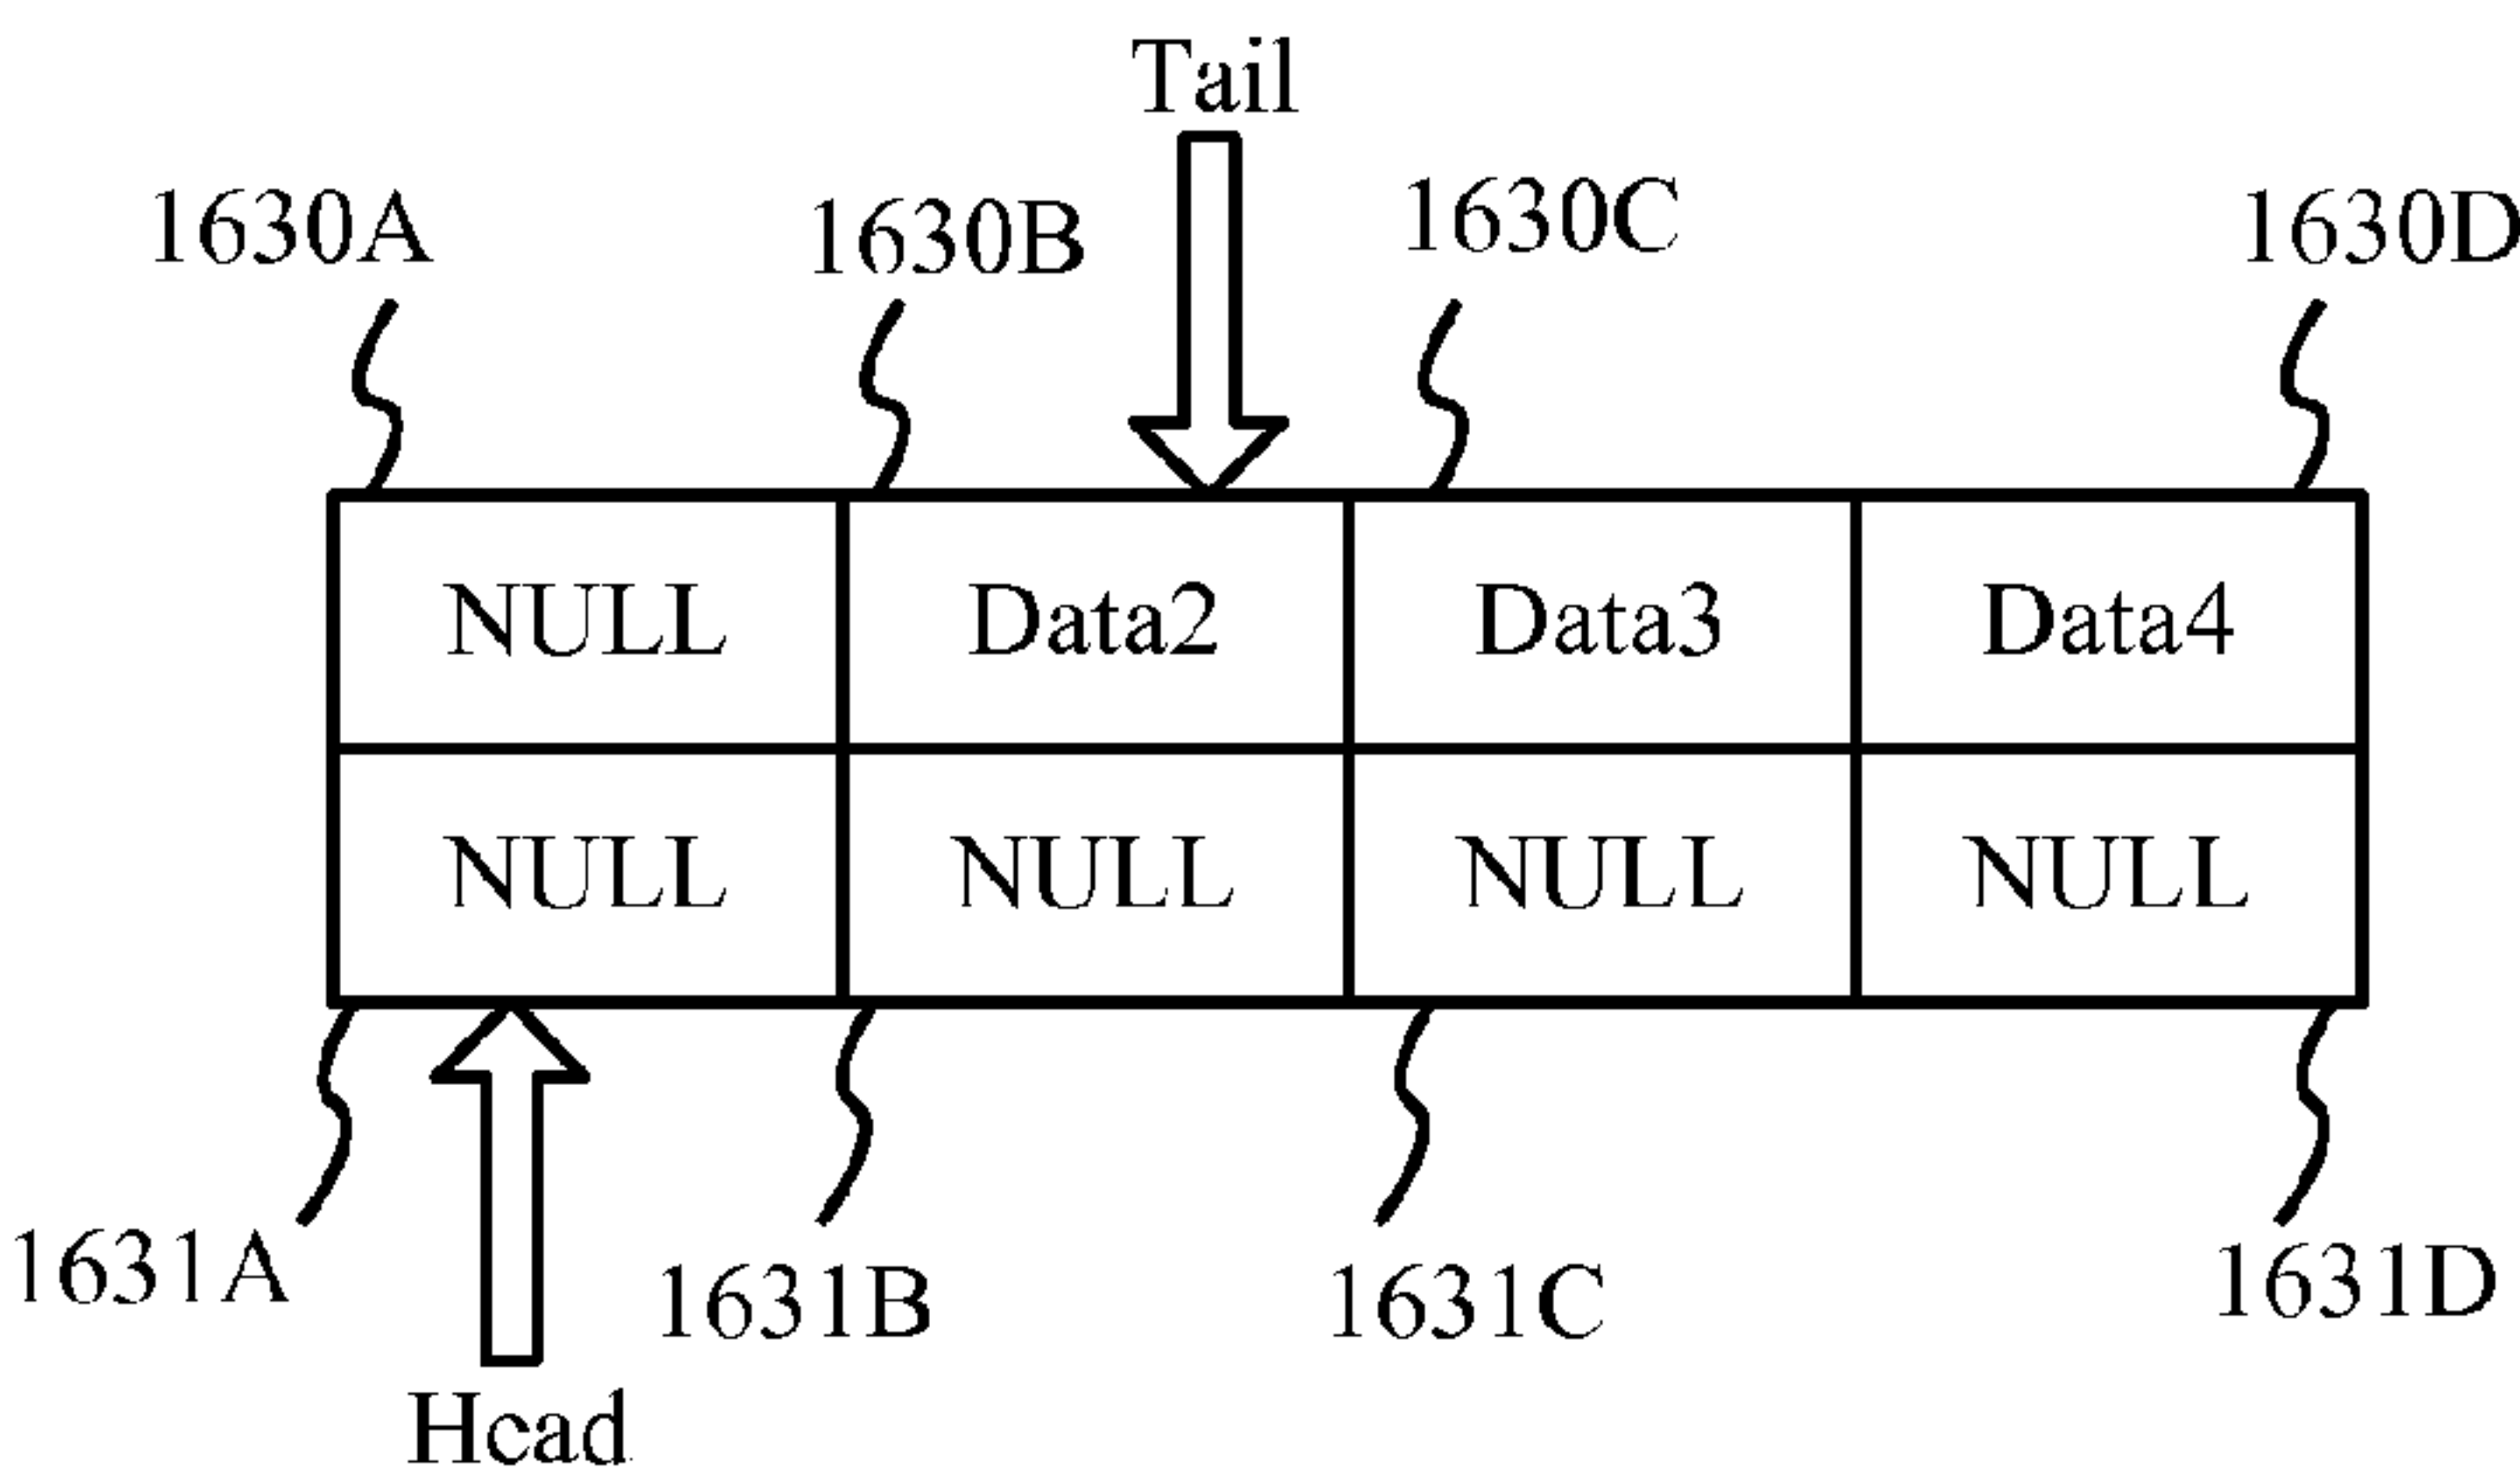 Tail
1630A 1630B 1630C 1630D
NULL Data2 Data3 Data4
NULL NULL NULL NULL
1631A 1631B 1631C 1631D
Head